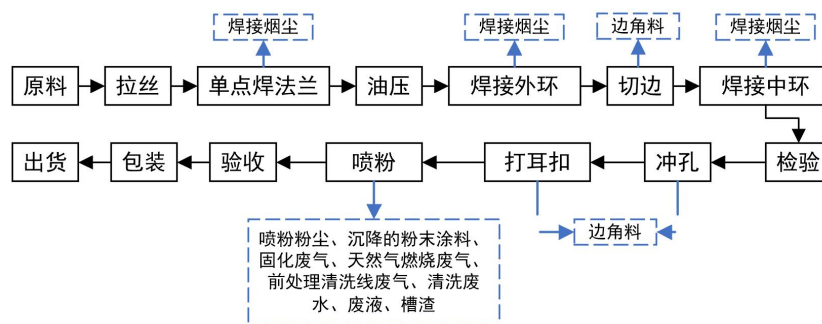 焊接烟尘
焊接烟尘
边角料
焊接烟尘
原料
拉丝
单点焊法兰
油压
焊接外环
切边
焊接中环
出货
包装
验收
喷粉
打耳扣
冲孔
检验
喷粉粉尘、沉降的粉末涂料、
固化废气、天然气燃烧废气、
前处理清洗线废气、清洗废
水、废液、槽渣
边角料